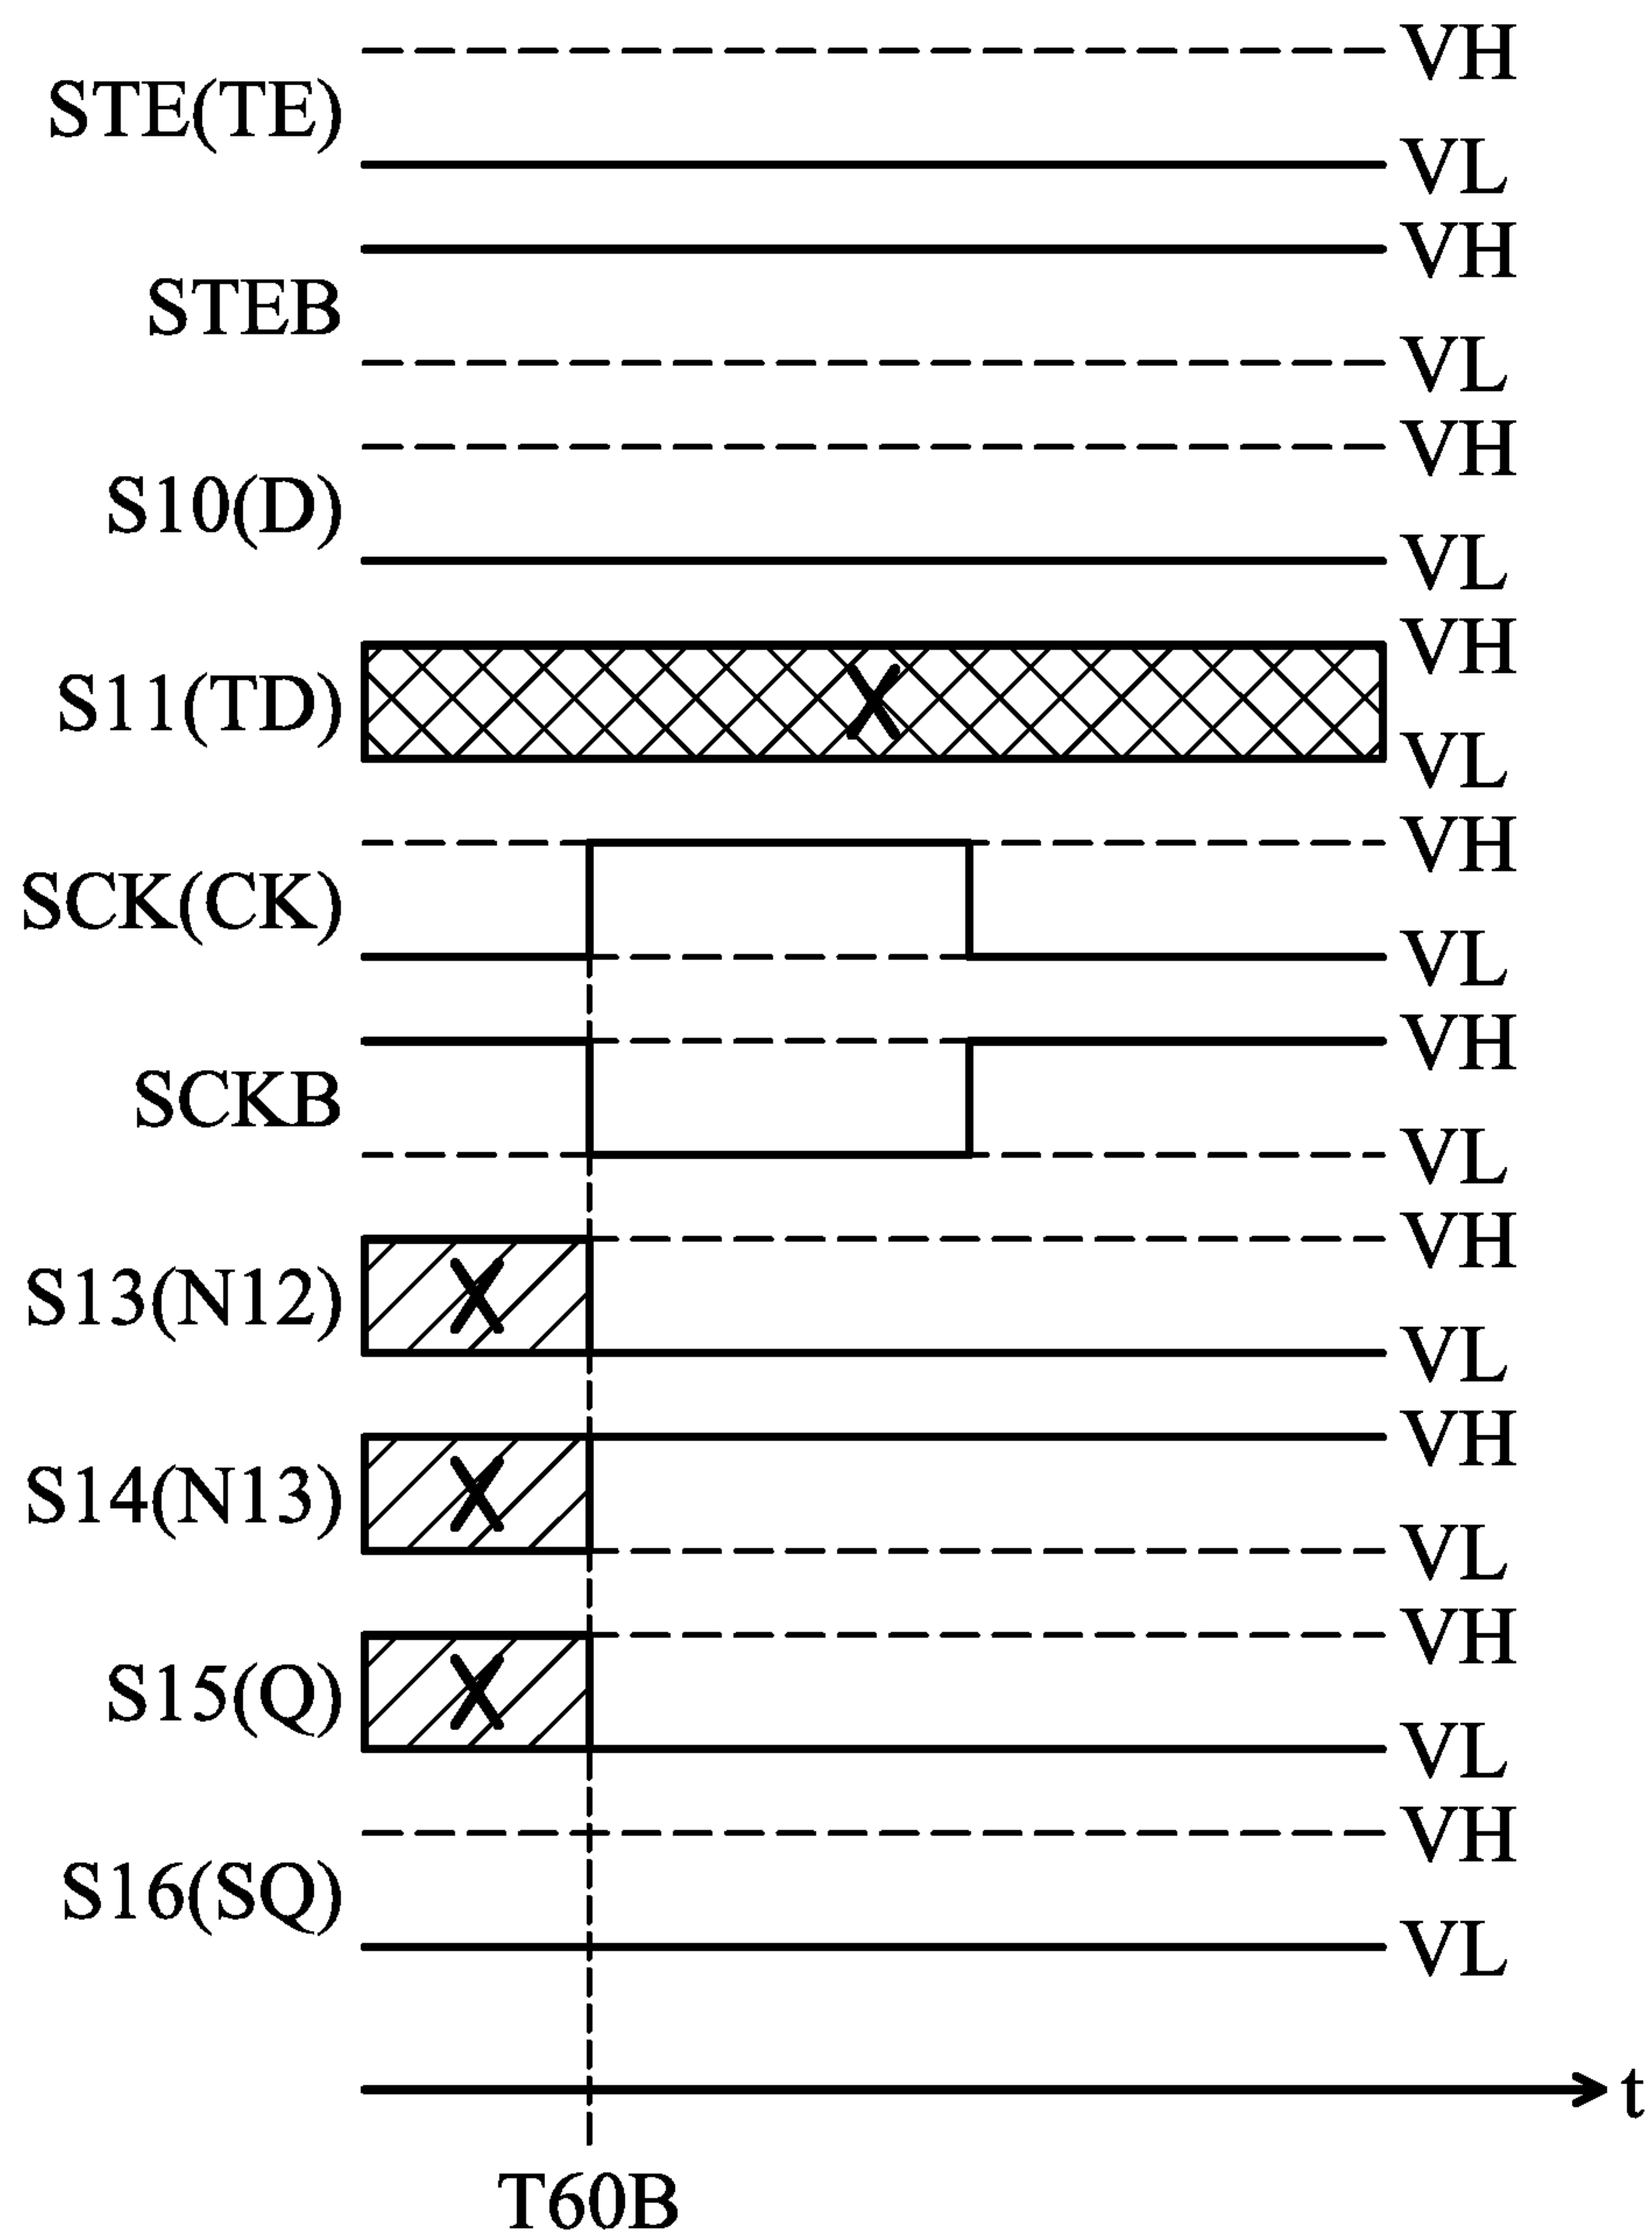 VH
STE(TE)
VL
VH
STEB
VL
VH
S10(D)
VL
VH
S11(TD)
X
VL
VH
SCK(CK)
VL
VH
SCKB
VL
VH
S13(N12)
X
VL
VH
S14(N13)
X
VL
VH
S15(Q)
X
VL
VH
S16(SQ)
VL
t
T60B